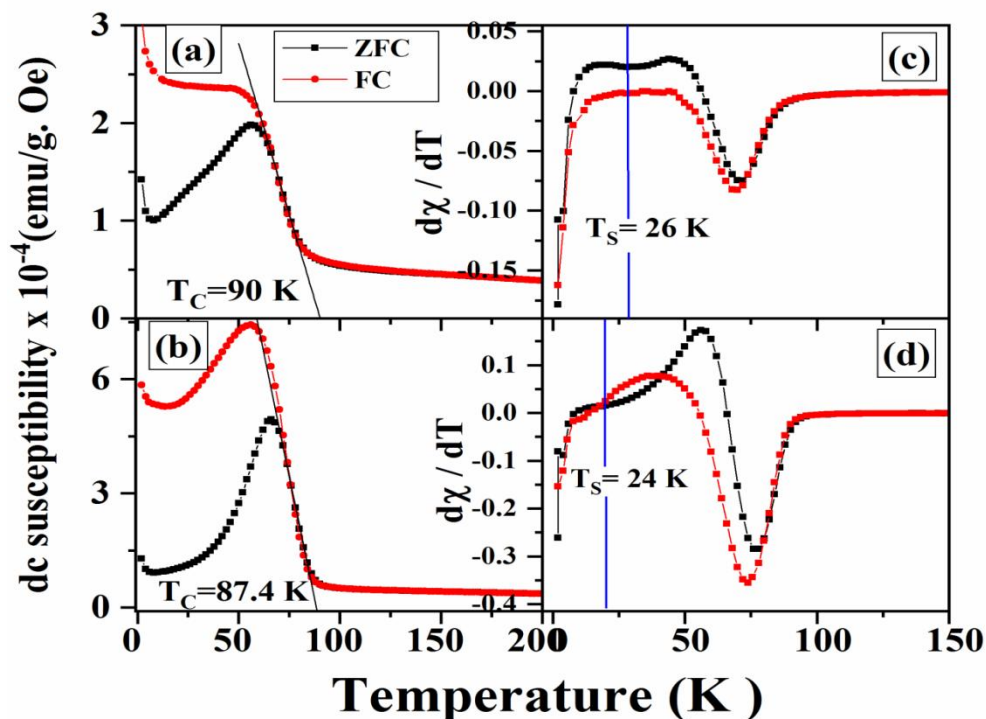 dc susceptibility x 10⁻⁴(emu/g. Oe)
3
2
1
0
(a)
ZFC
FC
T_C=90 K
6
3
0
(b)
T_C=87.4 K
0
50
100
150
200
dχ / dT
0.05
0.00
-0.05
-0.10
-0.15
(c)
T_S= 26 K
dχ / dT
0.1
0.0
-0.1
-0.2
-0.3
-0.4
(d)
T_S= 24 K
0
50
100
150
Temperature (K )